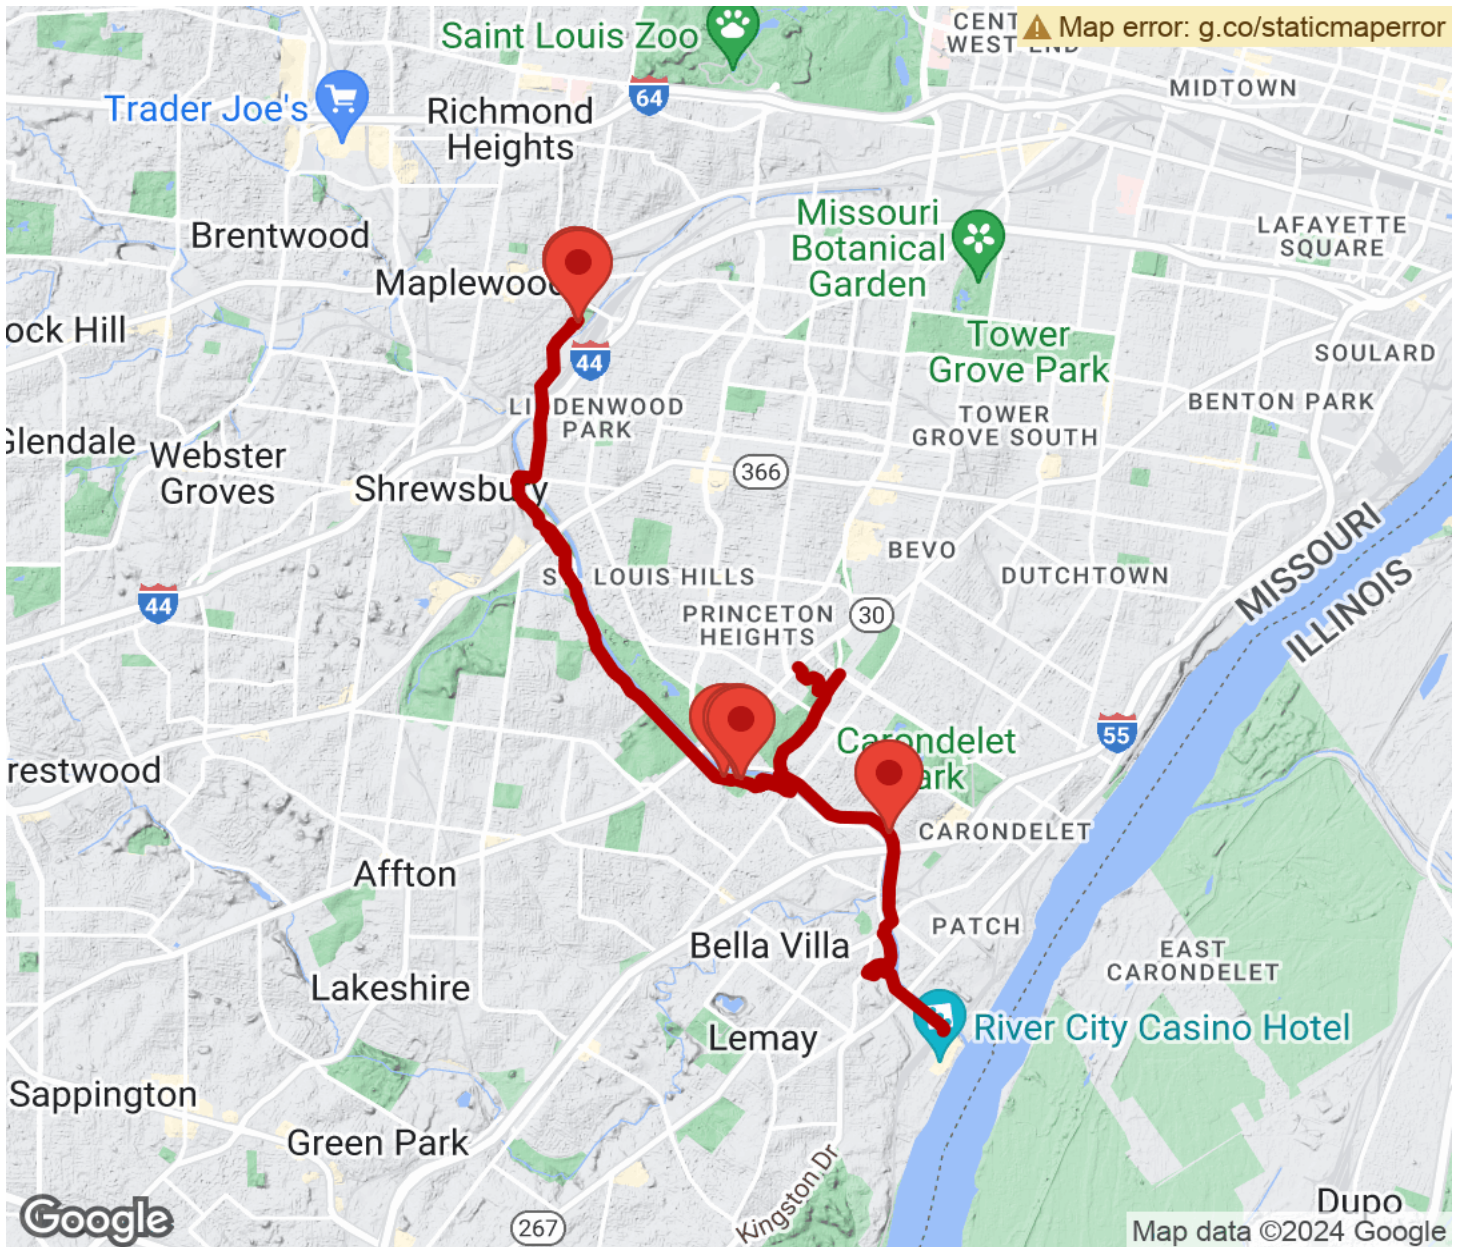 Saint Louis Zoo
CENT
WEST END
Map error: g.co/staticmaperror
MIDTOWN
Trader Joe's
64
Richmond
Heights
Missouri
Botanical
Garden
LAFAYETTE
SQUARE
Brentwood
Maplewood
ock Hill
44
Tower
Grove Park
SOULARD
LINDENWOOD
PARK
BENTON PARK
TOWER
GROVE SOUTH
Glendale
Webster
Groves
366
Shrewsbury
MISSOURI
ILLINOIS
BEVO
ST LOUIS HILLS
DUTCHTOWN
44
PRINCETON
HEIGHTS
30
Carondelet
Park
55
restwood
CARONDELET
Affton
PATCH
Bella Villa
EAST
CARONDELET
Lakeshire
Lemay
River City Casino Hotel
Sappington
Green Park
Kingston Dr
Dupo
Google
267
Map data ©2024 Google